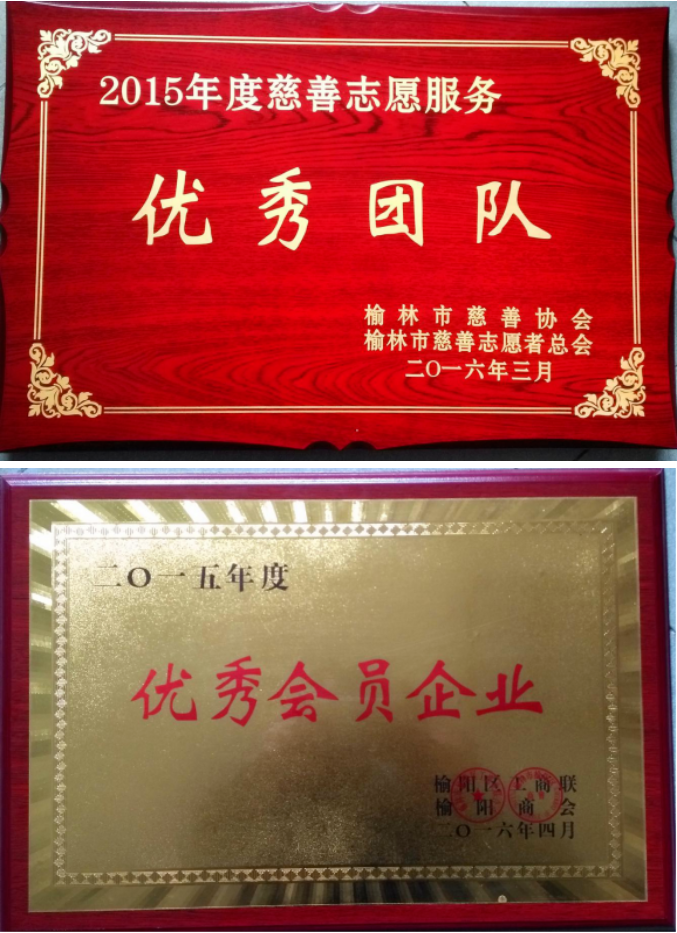 2015年度慈善志愿服务
优秀团队
榆林市慈善协会
榆林市慈善志愿者总会
二〇一六年三月
二〇一五年度
优秀会员企业
榆阳区工商联
榆阳商会
二〇一六年四月